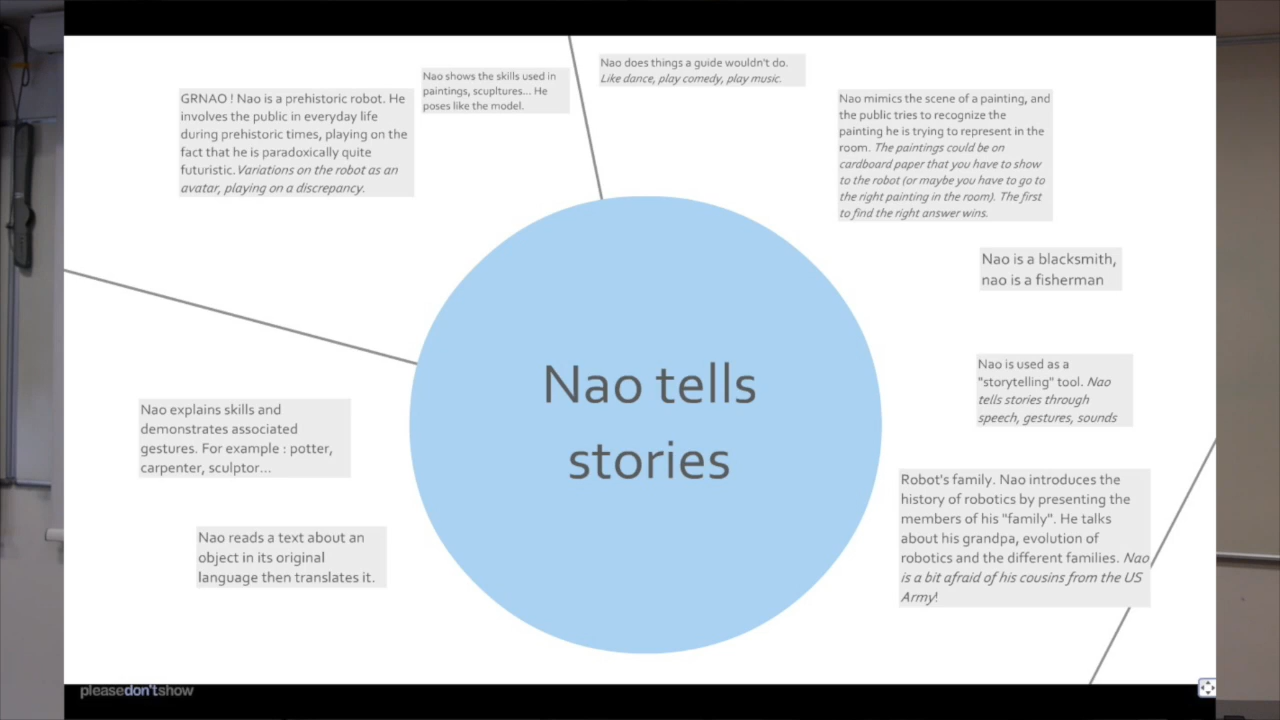 Nao does things a guide wouldn't do.
Like dance, play comedy, play music.
Nao shows the skills used in
paintings, scupltures... He
poses like the model.
GRNAO ! Nao is a prehistoric robot. He
involves the public in everyday life
during prehistoric times, playing on the
fact that he is paradoxically quite
futuristic. Variations on the robot as an
avatar, playing on a discrepancy.
Nao mimics the scene of a painting, and
the public tries to recognize the
painting he is trying to represent in the
room. The paintings could be on
cardboard paper that you have to show
to the robot (or maybe you have to go to
the right painting in the room). The first
to find the right answer wins.
Nao is a blacksmith,
nao is a fisherman
Nao is used as a
"storytelling" tool. Nao
tells stories through
speech, gestures, sounds
Nao tells
stories
Nao explains skills and
demonstrates associated
gestures. For example : potter,
carpenter, sculptor...
Nao reads a text about an
object in its original
language then translates it.
Robot's family. Nao introduces the
history of robotics by presenting the
members of his "family". He talks
about his grandpa, evolution of
robotics and the different families. Nao
is a bit afraid of his cousins from the US
Army!
pleasedon'tshow